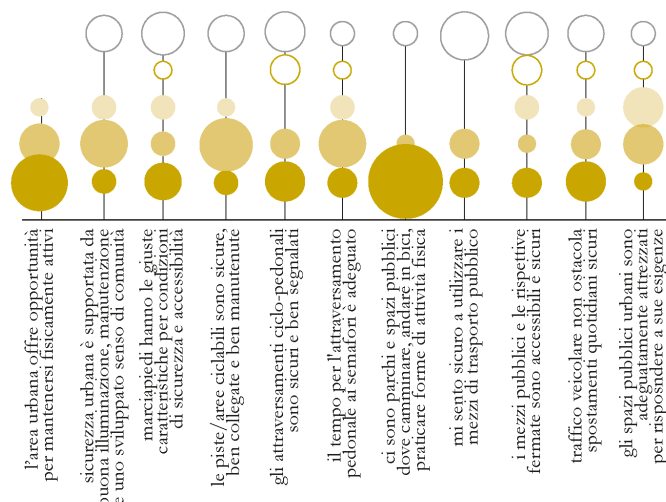 l'area urbana offre opportunità
per mantenersi fisicamente attivi
sicurezza urbana è supportata da
buona illuminazione, manutenzione
e uno sviluppato senso di comunità
marciapiedi hanno le giuste
caratteristiche per condizioni
di sicurezza e accessibilità
le piste/aree ciclabili sono sicure,
ben collegate e ben manutenute
gli attraversamenti ciclo-pedonali
sono sicuri e ben segnalati
il tempo per l'attraversamento
pedonale ai semafori è adeguato
ci sono parchi e spazi pubblici
dove camminare, andare in bici,
praticare forme di attività fisica
mi sento sicuro a utilizzare i
mezzi di trasporto pubblico
i mezzi pubblici e le rispettive
fermate sono accessibili e sicuri
traffico veicolare non ostacola
spostamenti quotidiani sicuri
gli spazi pubblici urbani sono
adeguatamente attrezzati
per rispondere a sue esigenze